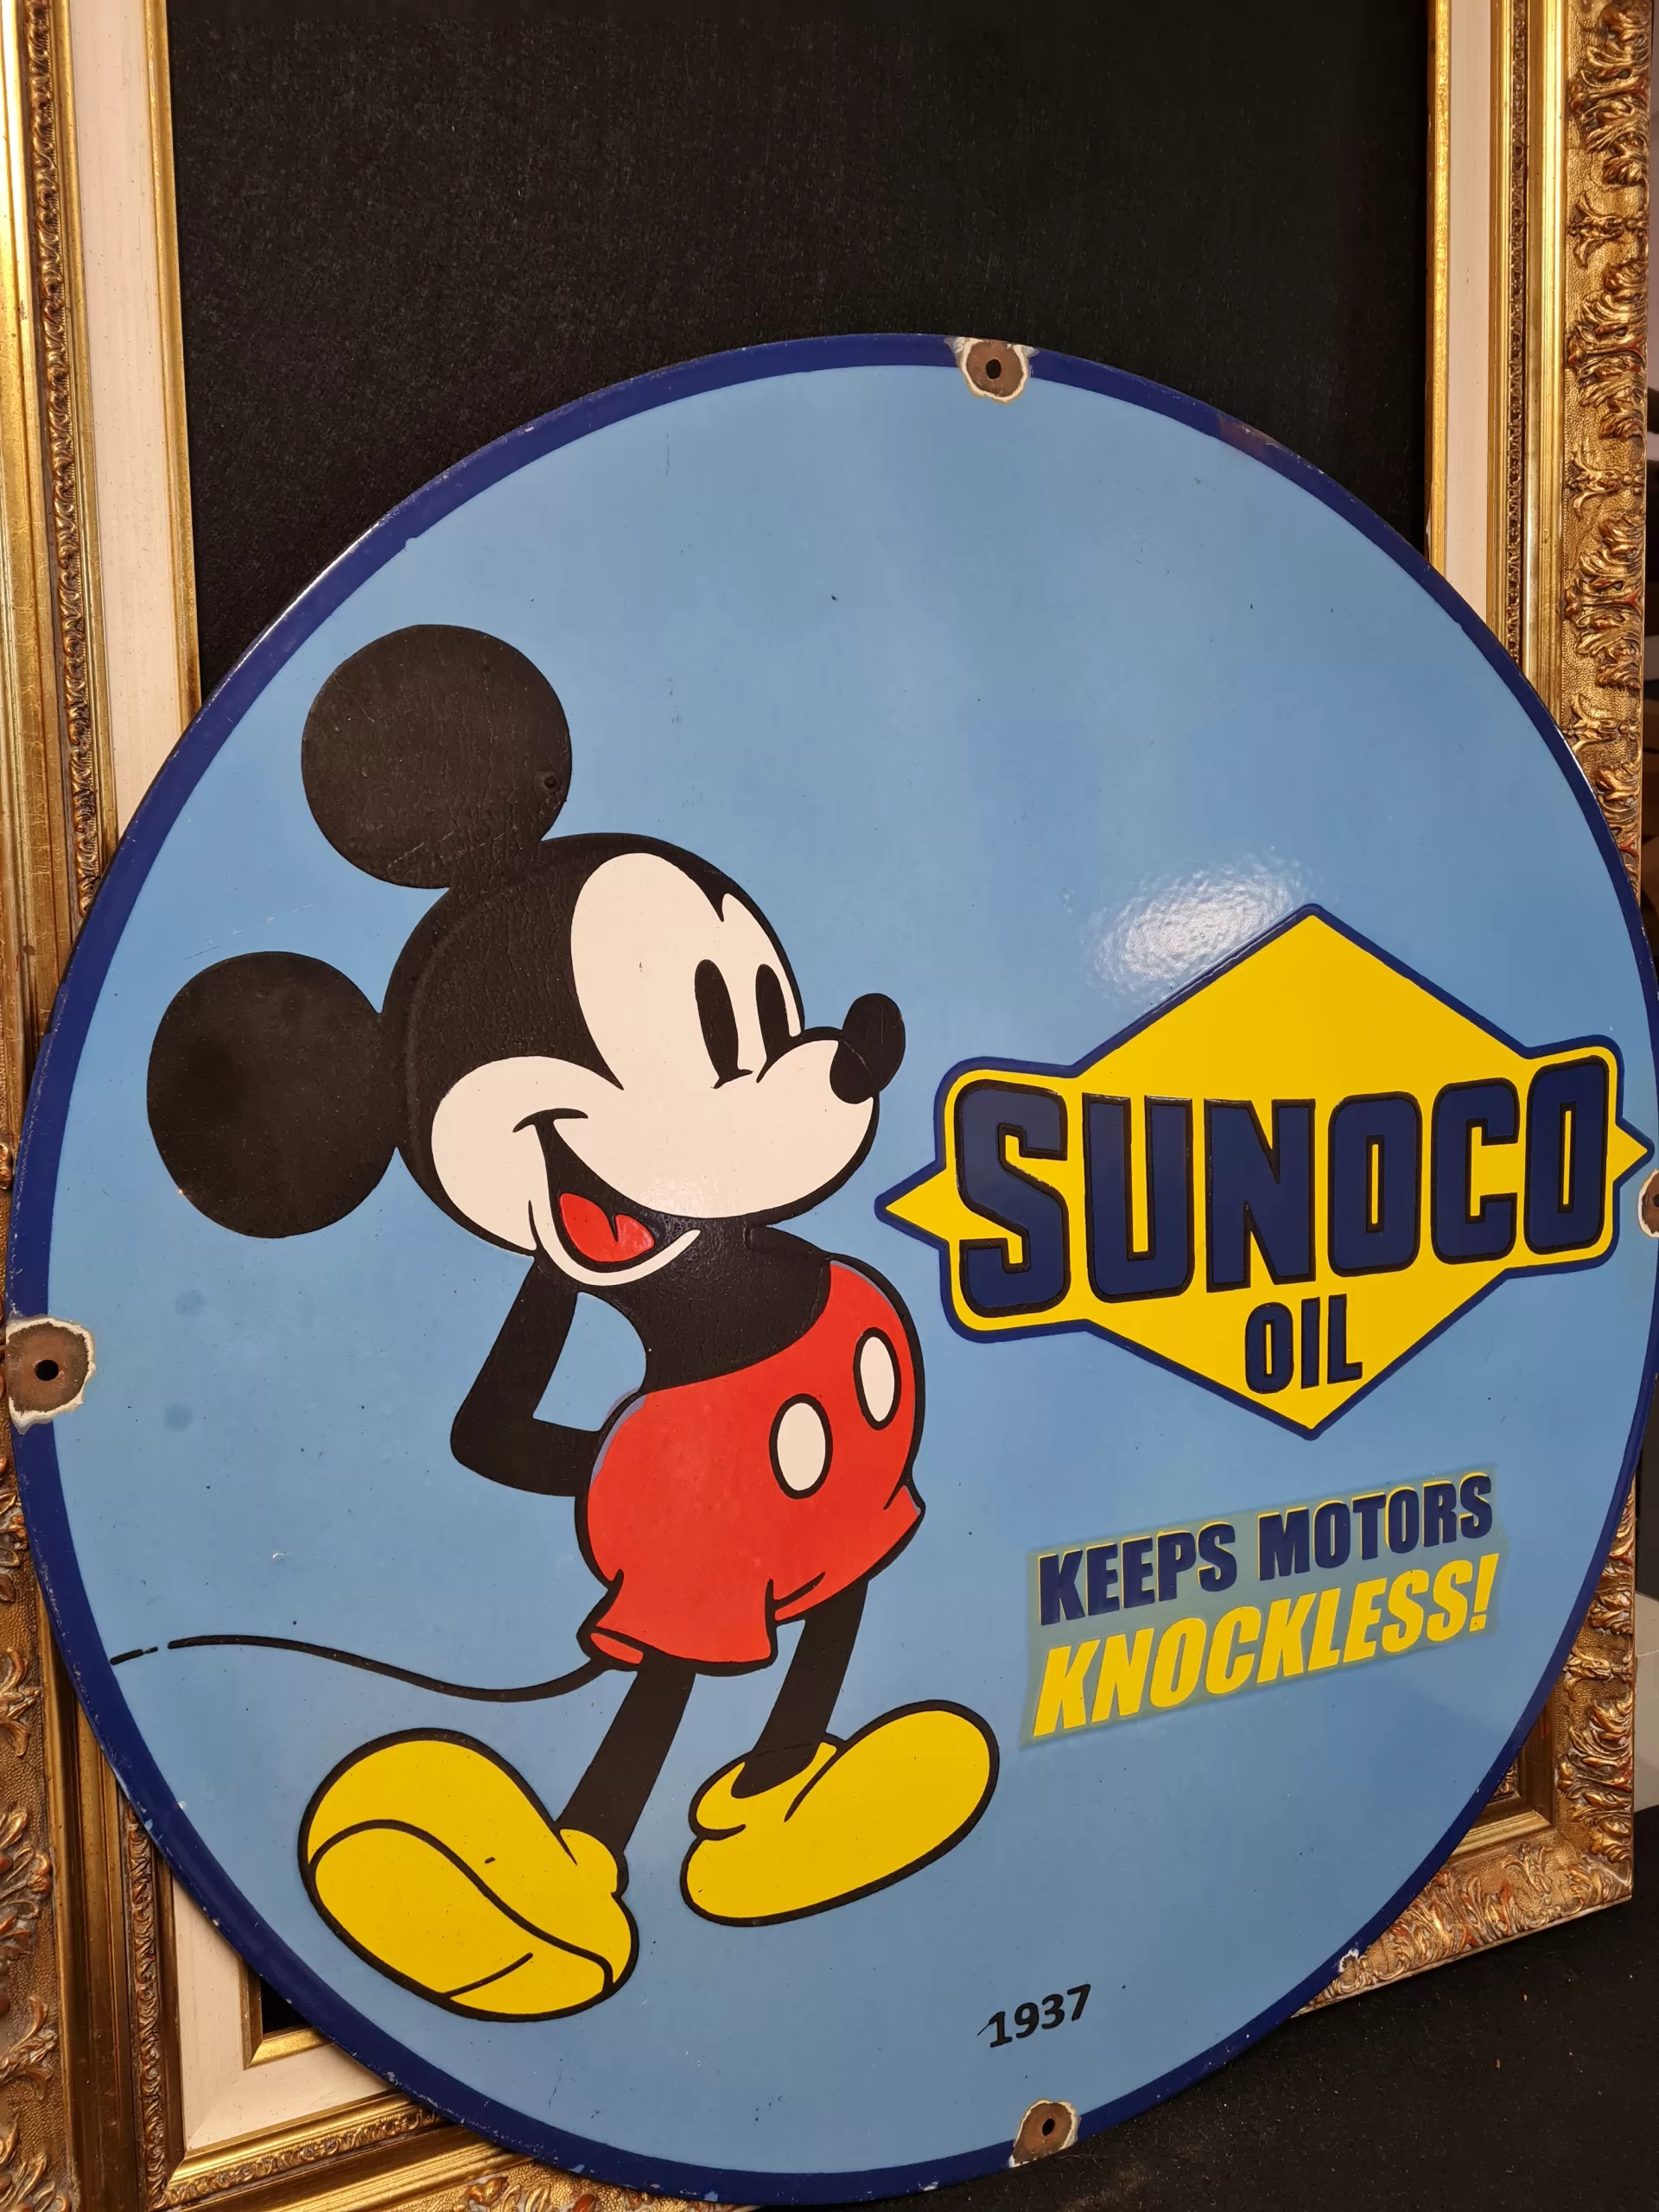 SUNOCO
OIL
KEEPS MOTORS
KNOCKLESS!
1937